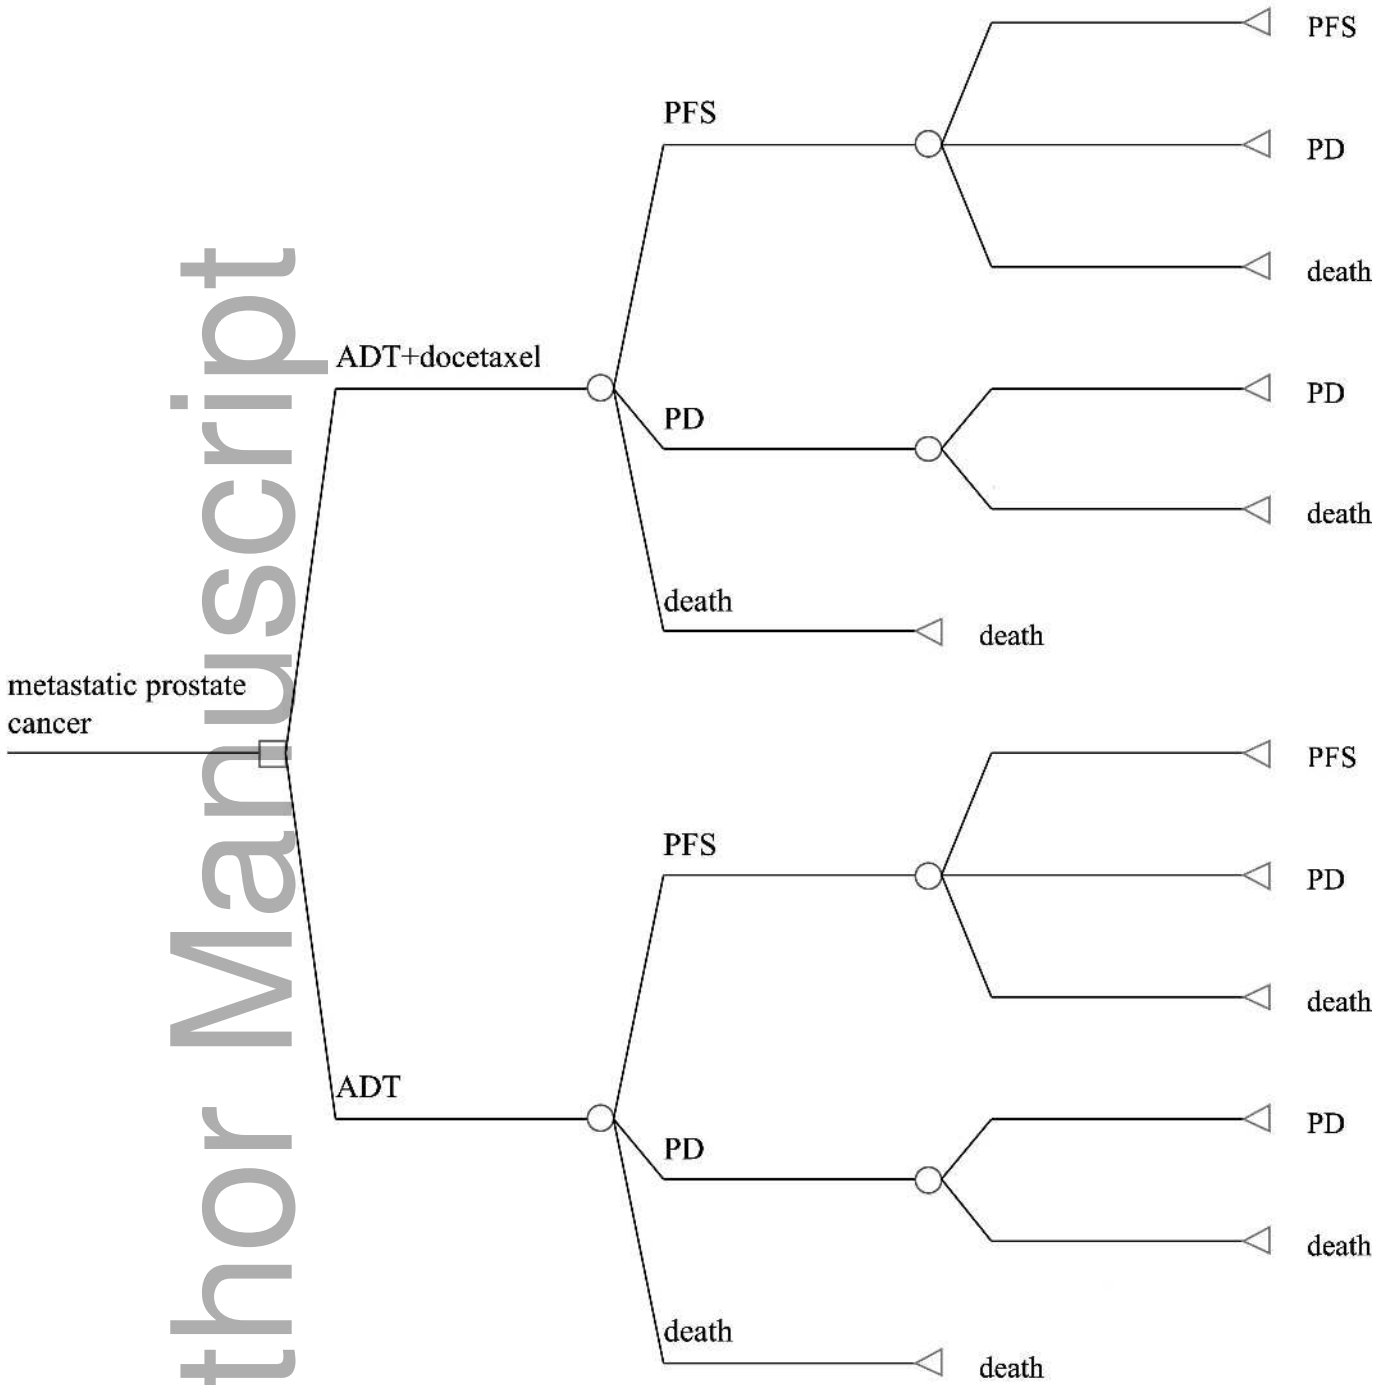 PFS
PFS
PD
death
ADT+docetaxel
PD
PD
death
death
death
metastatic prostate
cancer
PFS
PFS
PD
death
ADT
PD
PD
death
death
death
thor Manuscript